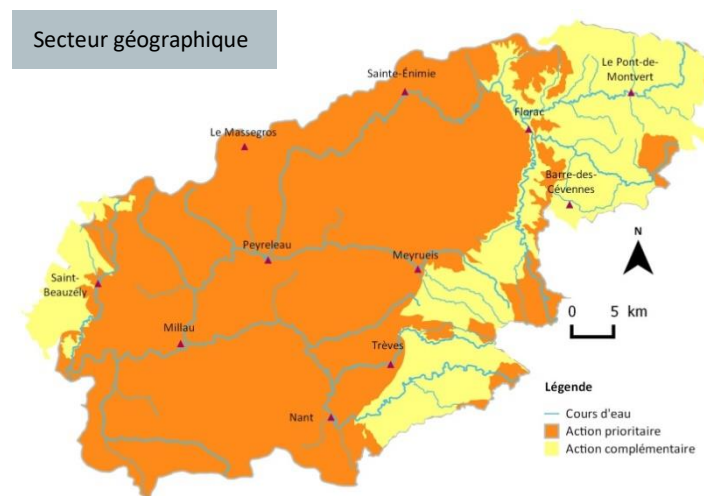 Secteur géographique
Sainte-Énimie
Le Pont-de-
Montvert
Florac
Le Massegros
Barre-des-
Cévennes
N
Peyreleau
Meyrueis
Saint-
Beauzély
0 5 km
Millau
Trèves
Légende
Nant
Cours d'eau
Action prioritaire
Action complémentaire